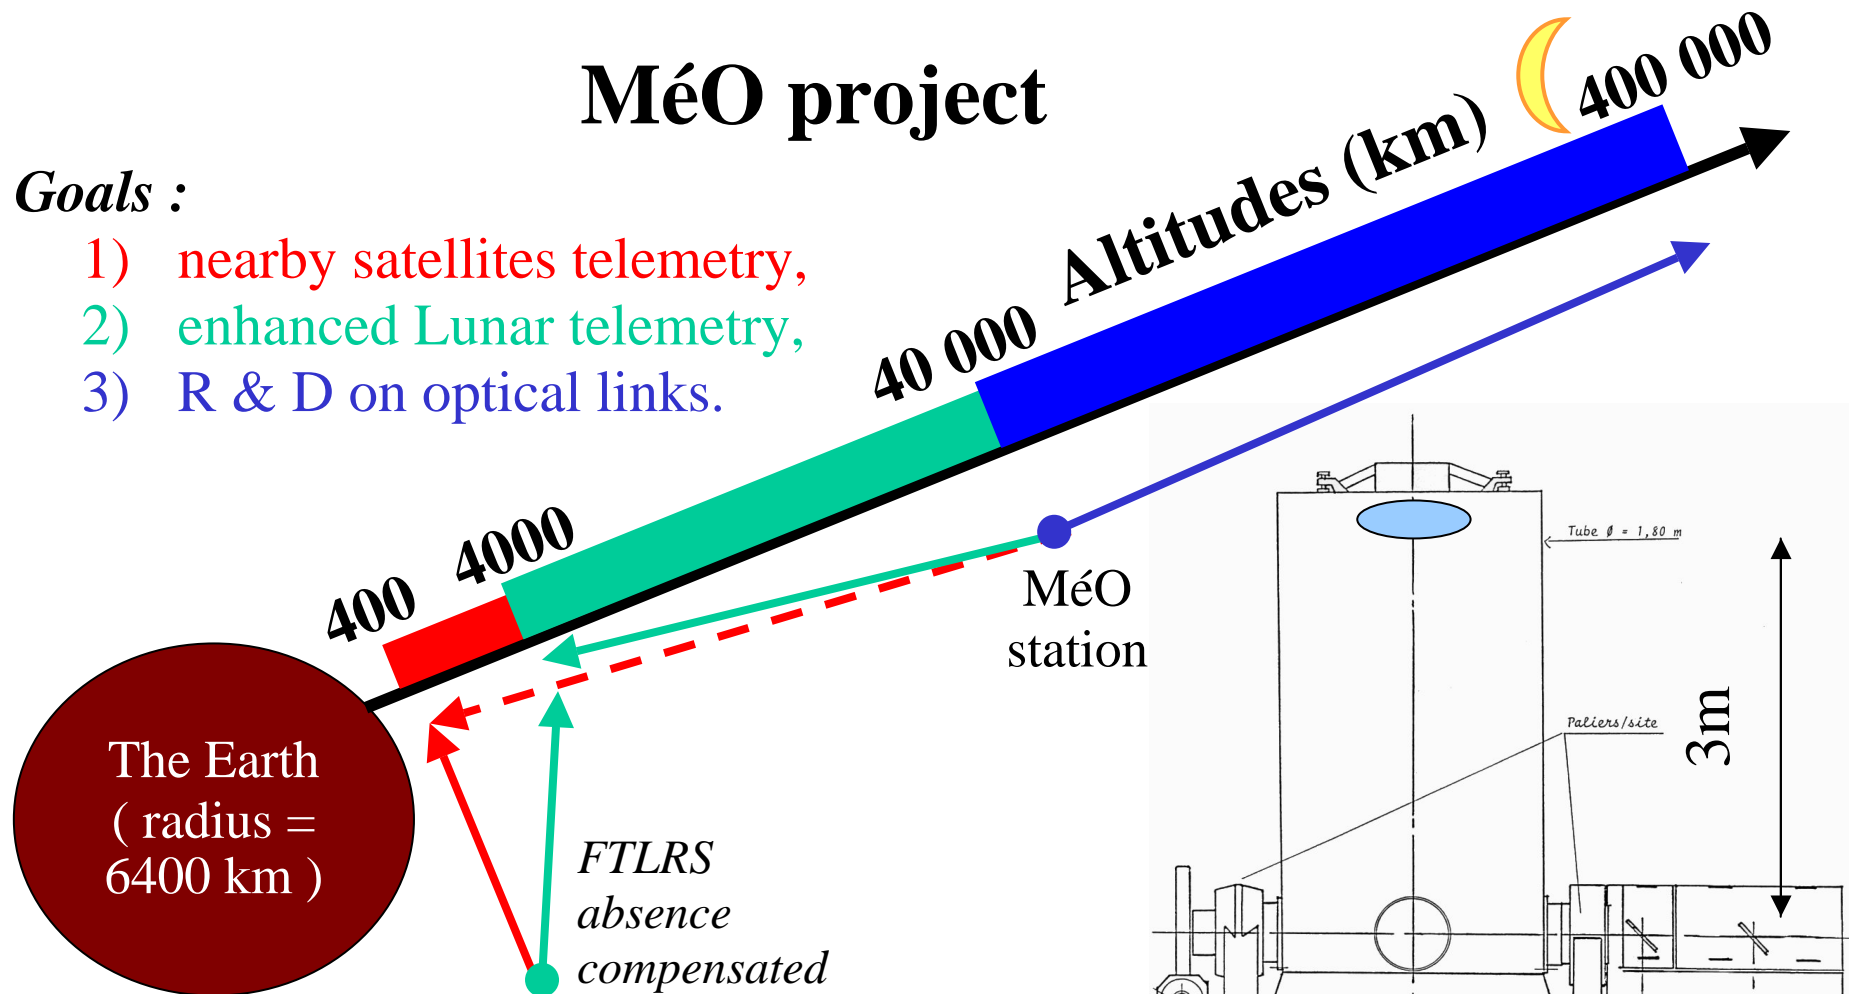 MéO project
Goals :
1) nearby satellites telemetry,
2) enhanced Lunar telemetry,
3) R & D on optical links.
400
4000
40 000
Altitudes (km)
400 000
MéO
station
The Earth
( radius =
6400 km )
FTLRS
absence
compensated
Tube Ø = 1,80 m
Paliers/site
3m